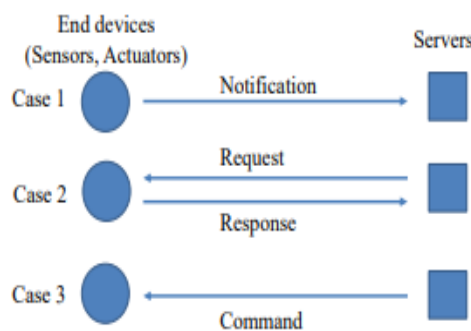 End devices
(Sensors, Actuators)
Servers
Case 1
Notification
Case 2
Request
Response
Case 3
Command